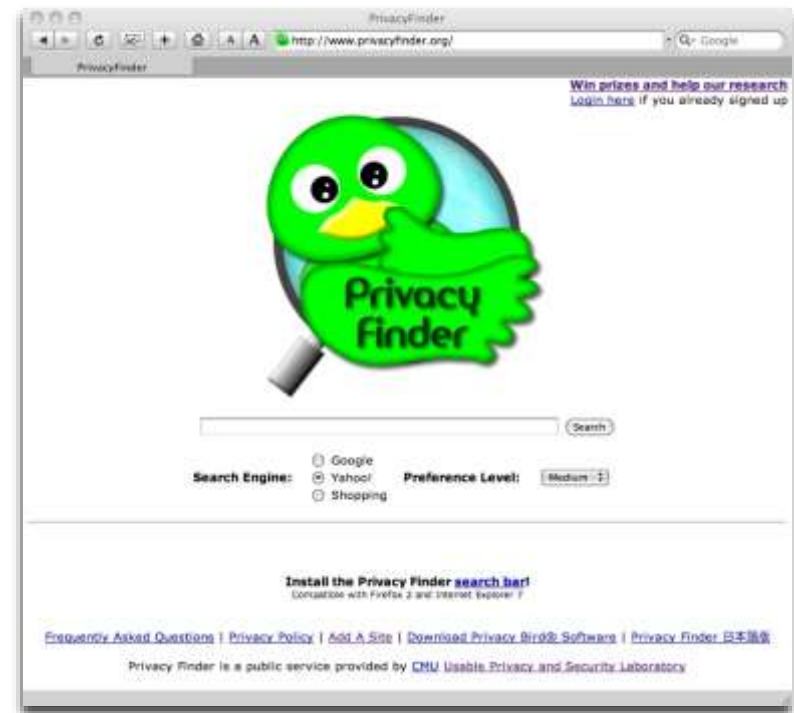 PrivacyFinder
A A http://www.privacyfinder.org/ Google
PrivacyFinder
Win prizes and help our research
Login here if you already signed up
Privacy
Finder
Search
Google
Search Engine: Yahoo! Preference Level: Medium
Shopping
Install the Privacy Finder search bar!
Compatible with Firefox 2 and Internet Explorer 7
Frequently Asked Questions | Privacy Policy | Add A Site | Download Privacy Bird® Software | Privacy Finder 日本語版
Privacy Finder is a public service provided by CMU Usable Privacy and Security Laboratory